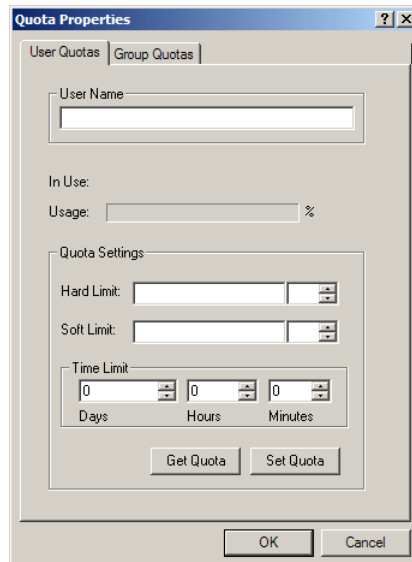 Quota Properties
User Quotas Group Quotas
User Name
In Use:
Usage: %
Quota Settings
Hard Limit:
Soft Limit:
Time Limit
0 0 0
Days Hours Minutes
Get Quota Set Quota
OK Cancel